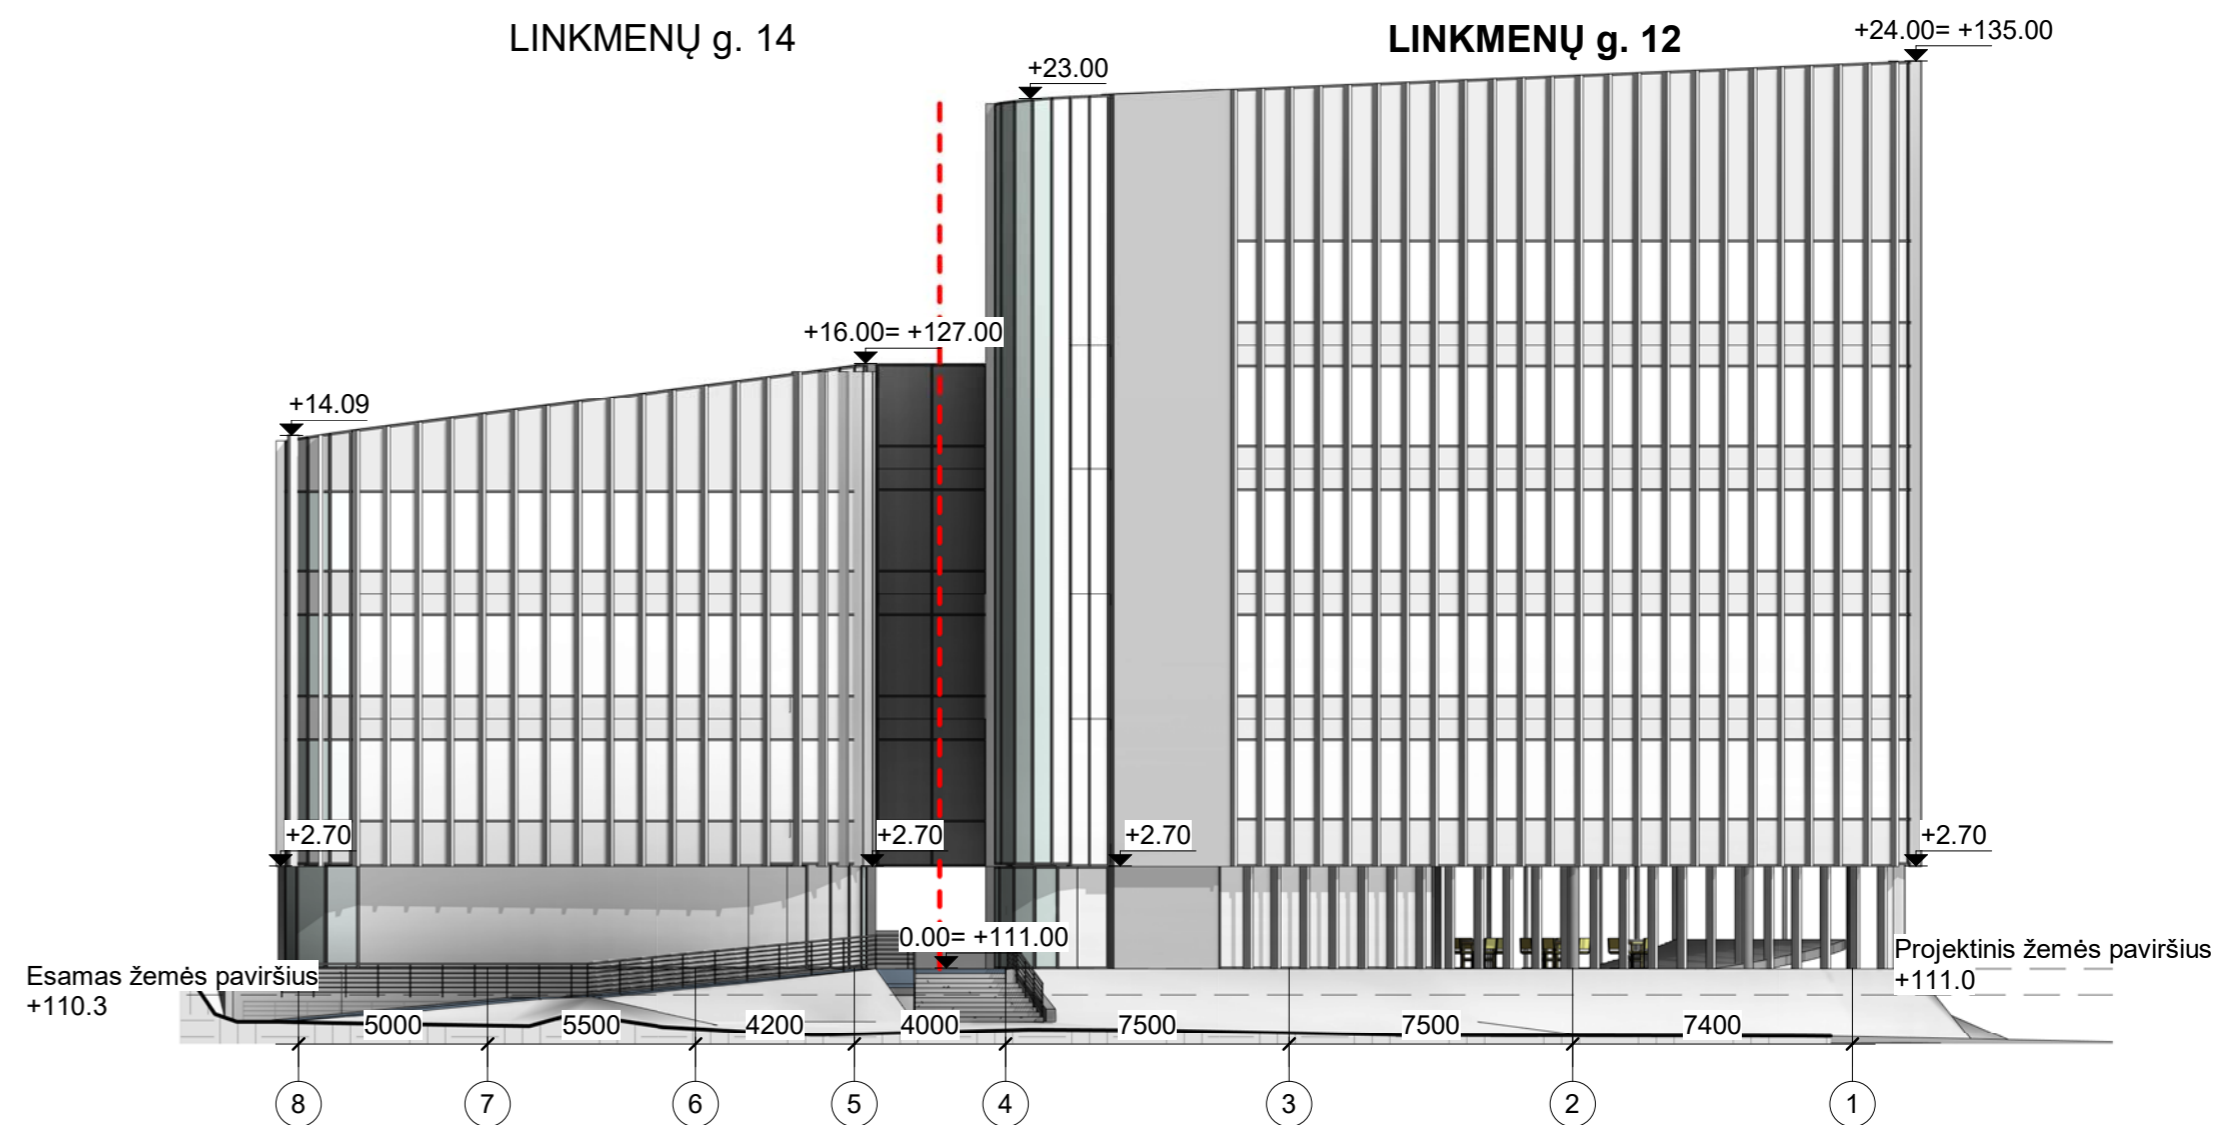 LINKMENŲ g. 14
LINKMENŲ g. 12
+24.00= +135.00
+23.00
+16.00= +127.00
+14.09
+2.70
+2.70
+2.70
+2.70
0.00= +111.00
Projektinis žemės paviršius
+111.0
Esamas žemės paviršius
+110.3
5000 5500 4200 4000 7500 7500 7400
8 7 6 5 4 3 2 1